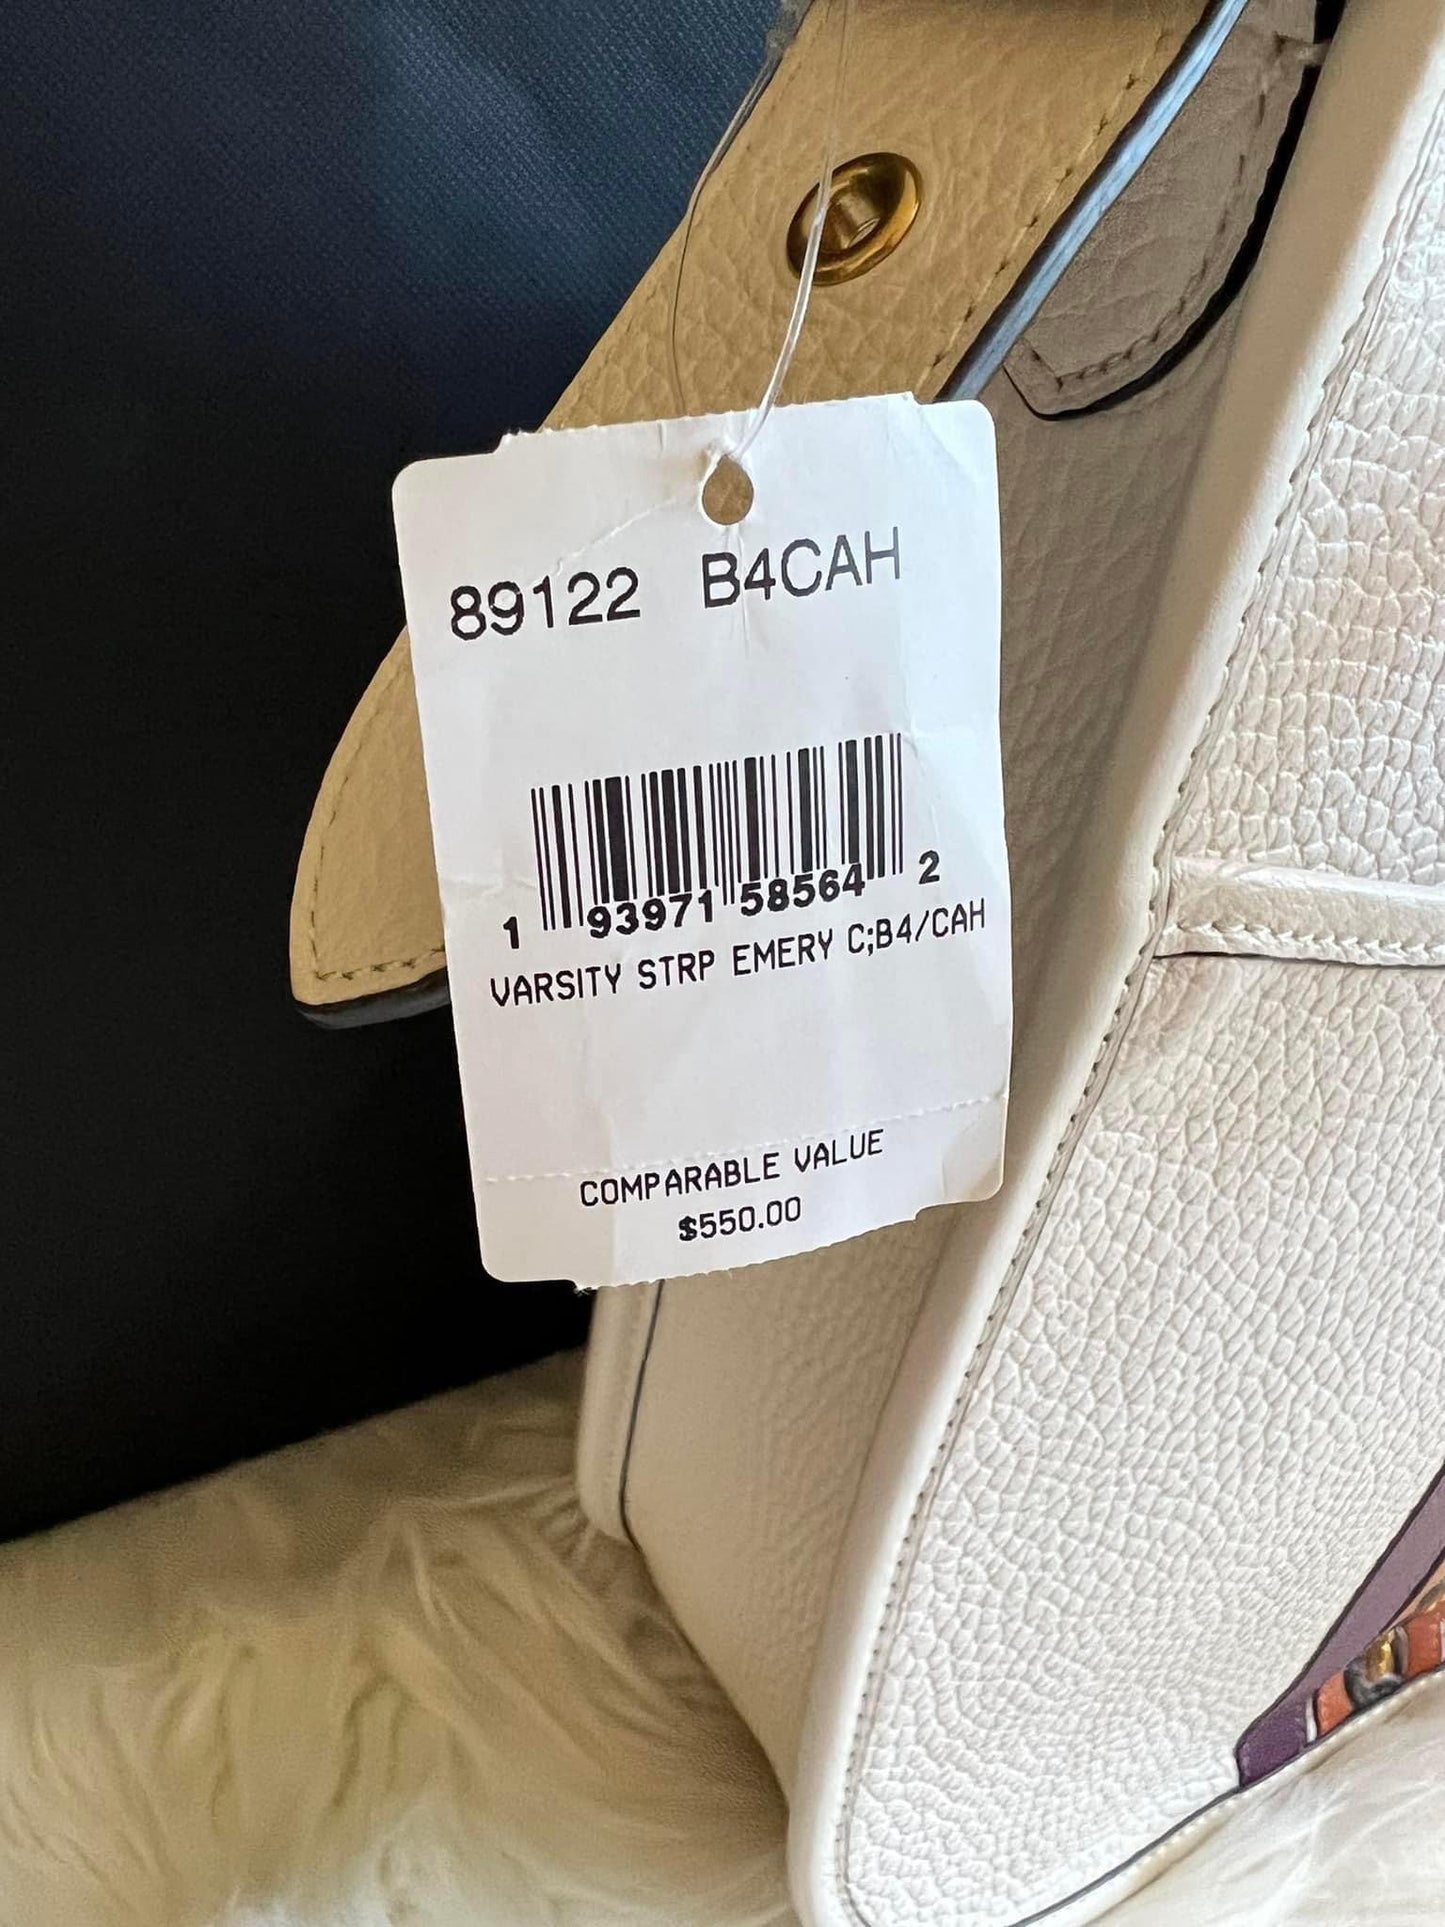 89122 B4CAH
1 93971 58564 2
VARSITY STRP EMERY C;B4/CAH
COMPARABLE VALUE
$550.00